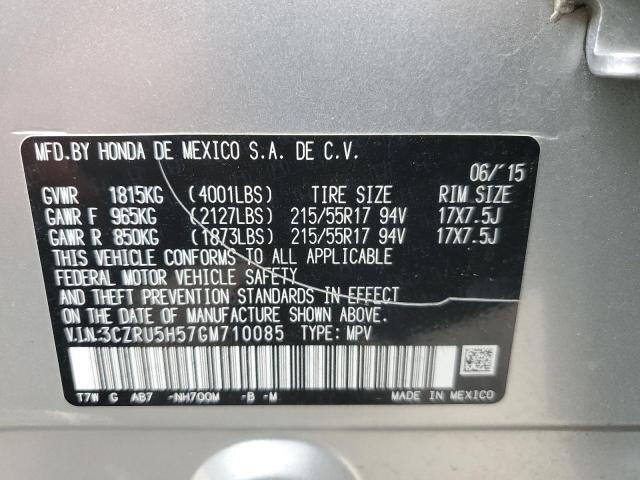 MFD.BY HONDA DE MEXICO S.A. DE C.V.
06/'15
GVWR 1815KG (4001LBS) TIRE SIZE RIM SIZE
GAWR F 965KG (2127LBS) 215/55R17 94V 17X7.5J
GAWR R 850KG (1873LBS) 215/55R17 94V 17X7.5J
THIS VEHICLE CONFORMS TO ALL APPLICABLE
FEDERAL MOTOR VEHICLE SAFETY
AND THEFT PREVENTION STANDARDS IN EFFECT
ON THE DATE OF MANUFACTURE SHOWN ABOVE.
V.I.N:3CZRU5H57GM710085 TYPE: MPV
T7W G AB7 -NH700M -B -M MADE IN MEXICO